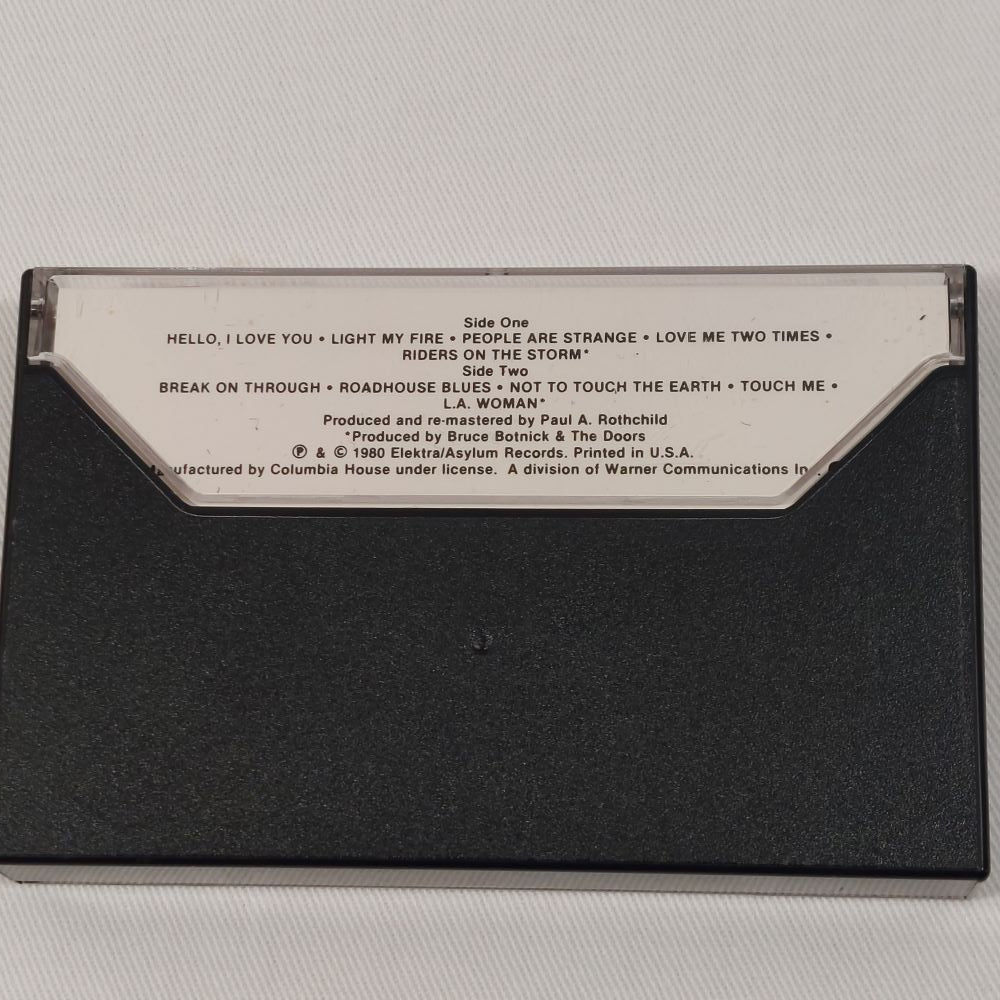 Side One
HELLO, I LOVE YOU • LIGHT MY FIRE • PEOPLE ARE STRANGE • LOVE ME TWO TIMES •
RIDERS ON THE STORM*
Side Two
BREAK ON THROUGH • ROADHOUSE BLUES • NOT TO TOUCH THE EARTH • TOUCH ME •
L.A. WOMAN*
Produced and re-mastered by Paul A. Rothchild
*Produced by Bruce Botnick & The Doors
℗ & © 1980 Elektra/Asylum Records. Printed in U.S.A.
by Columbia House under license. A division of Warner Communications